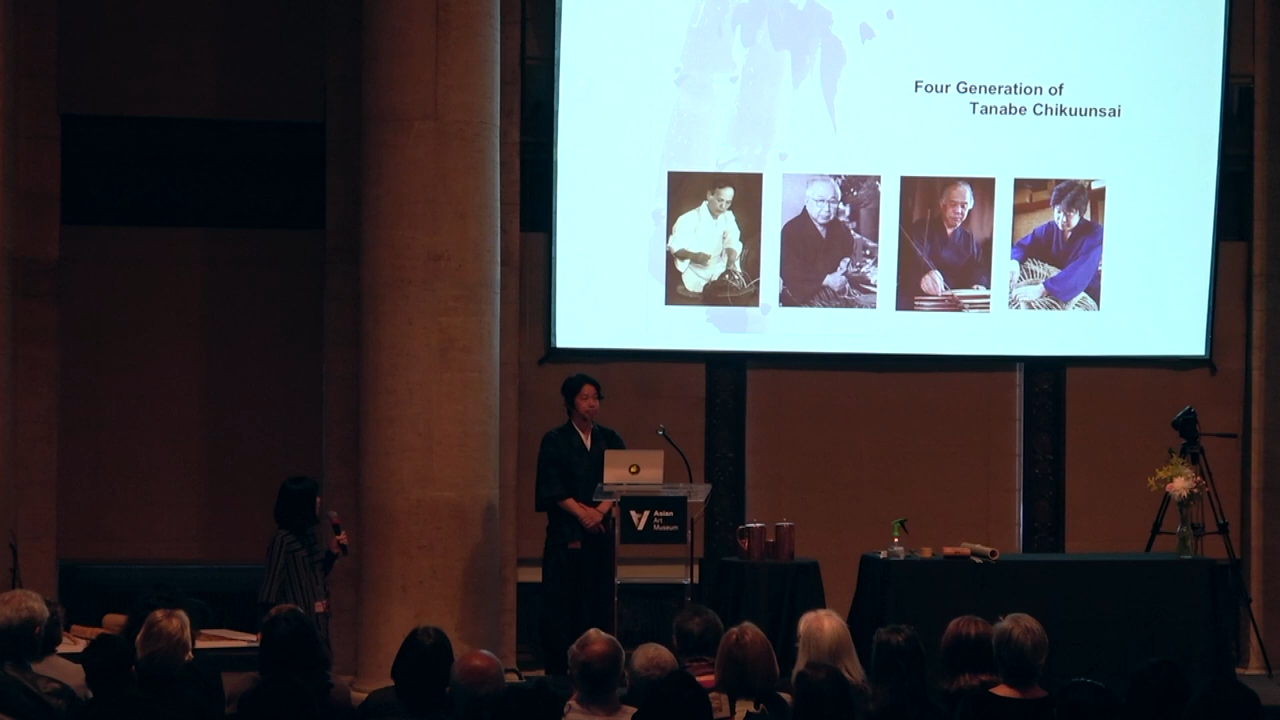 Four Generation of
Tanabe Chikuunsai
Asian
Art
Museum